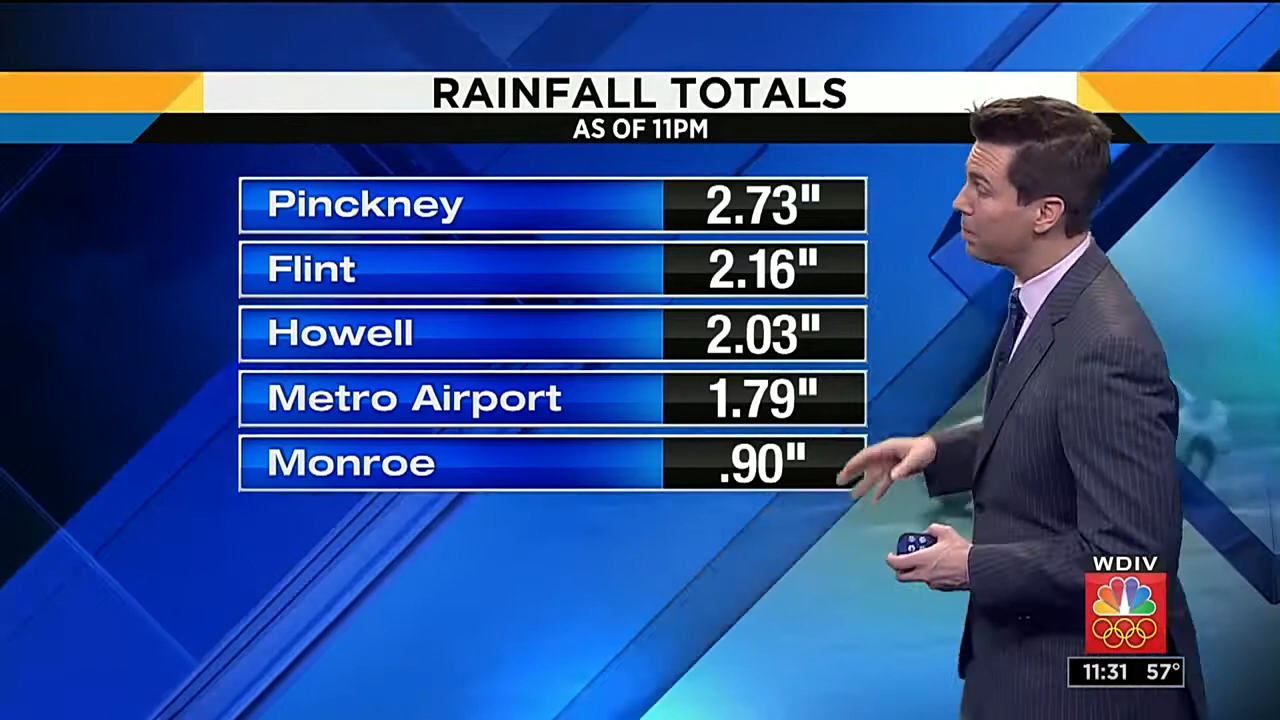 RAINFALL TOTALS
AS OF 11PM
Pinckney 2.73"
Flint 2.16"
Howell 2.03"
Metro Airport 1.79"
Monroe .90"
WDIV
11:31 57°